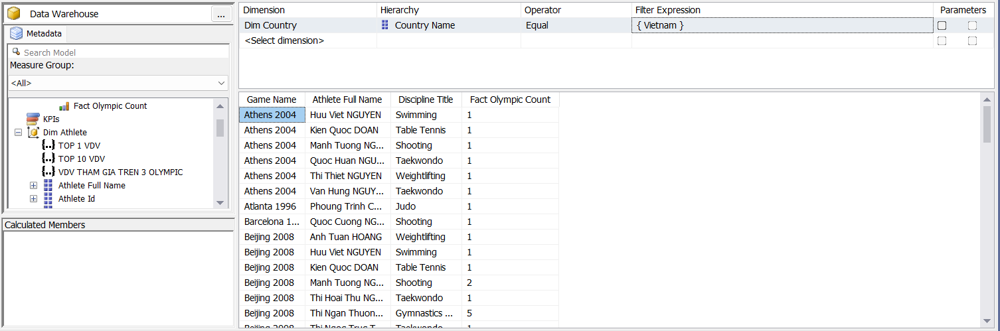 Data Warehouse
...
Metadata
Search Model
Measure Group:
<All>
Fact Olympic Count
KPIs
Dim Athlete
TOP 1 VDV
TOP 10 VDV
VDV THAM GIA TREN 3 OLYMPIC
Athlete Full Name
Athlete Id
Calculated Members
Dimension Hierarchy Operator Filter Expression Parameters
Dim Country Country Name Equal { Vietnam }
<Select dimension>
Game Name Athlete Full Name Discipline Title Fact Olympic Count
Athens 2004 Huu Viet NGUYEN Swimming 1
Athens 2004 Kien Quoc DOAN Table Tennis 1
Athens 2004 Manh Tuong NG... Shooting 1
Athens 2004 Quoc Huan NGU... Taekwondo 1
Athens 2004 Thi Thiet NGUYEN Weightlifting 1
Athens 2004 Van Hung NGUY... Taekwondo 1
Atlanta 1996 Phoung Trinh C... Judo 1
Barcelona 1... Quoc Cuong NG... Shooting 1
Beijing 2008 Anh Tuan HOANG Weightlifting 1
Beijing 2008 Huu Viet NGUYEN Swimming 1
Beijing 2008 Kien Quoc DOAN Table Tennis 1
Beijing 2008 Manh Tuong NG... Shooting 2
Beijing 2008 Thi Hoai Thu NG... Taekwondo 1
Beijing 2008 Thi Ngan Thuon... Gymnastics ... 5
Beijing 2008 Thi Ngoc Truc T... Taekwondo 1